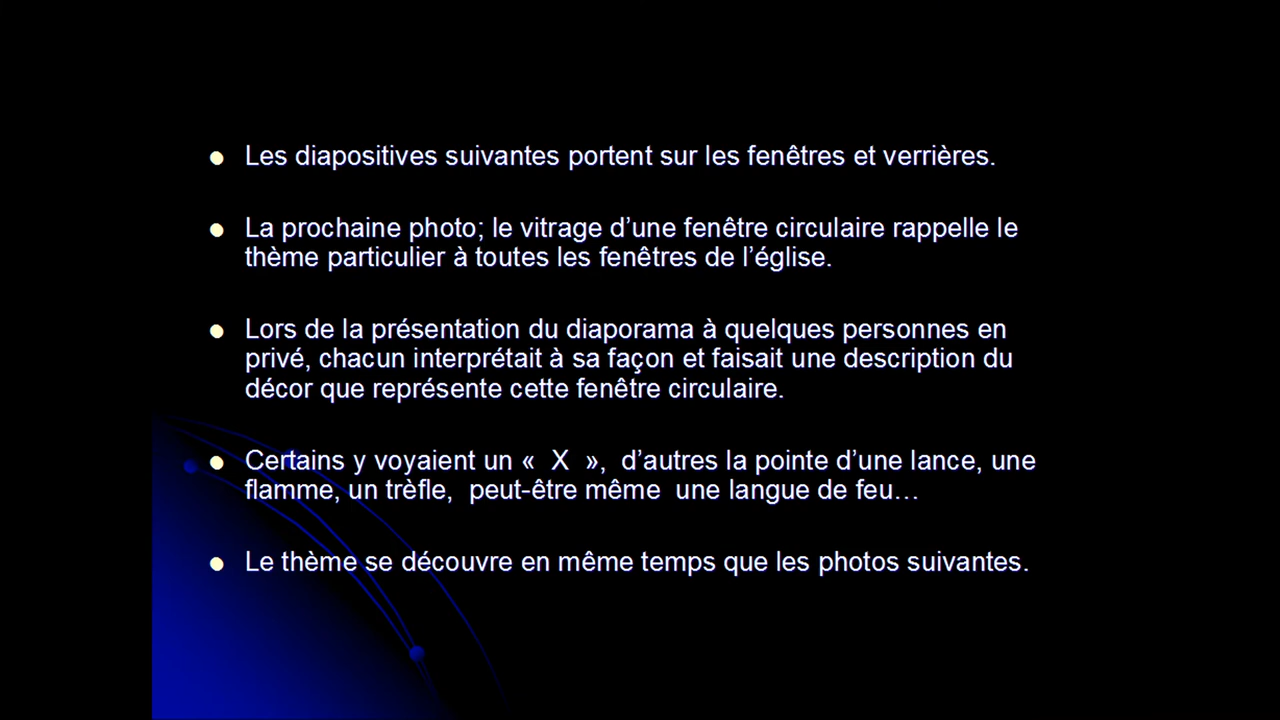 Les diapositives suivantes portent sur les fenêtres et verrières.
La prochaine photo; le vitrage d’une fenêtre circulaire rappelle le
thème particulier à toutes les fenêtres de l’église.
Lors de la présentation du diaporama à quelques personnes en
privé, chacun interprétait à sa façon et faisait une description du
décor que représente cette fenêtre circulaire.
Certains y voyaient un « X », d’autres la pointe d’une lance, une
flamme, un trèfle, peut-être même une langue de feu…
Le thème se découvre en même temps que les photos suivantes.